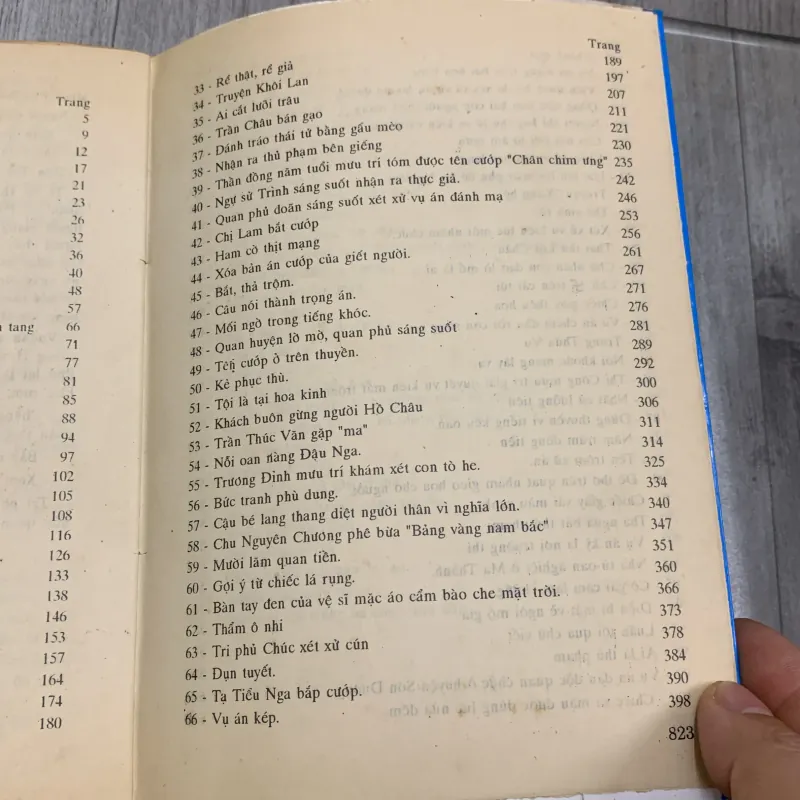 Trang
5
9
12
17
21
23
26
32
36
40
48
57
tang 66
71
77
81
85
88
94
97
102
105
108
116
126
133
138
146
153
157
164
174
180
Trang
33 - Rể thật, rể giả 189
34 - Truyện Khôi Lan 197
35 - Ai cắt lưỡi trâu 207
36 - Trần Châu bán gạo 211
37 - Đánh tráo thái tử bằng gấu mèo 221
38 - Nhận ra thủ phạm bên giếng 230
39 - Thần đồng năm tuổi mưu trí tóm được tên cướp "Chân chim ưng" 235
40 - Ngự sử Trinh sáng suốt nhận ra thực giả. 242
41 - Quan phủ doãn sáng suốt xét xử vụ án đánh mạ 246
42 - Chị Lam bắt cướp 253
43 - Ham cờ thịt mạng 256
44 - Xóa bản án cướp của giết người. 261
45 - Bắt, thả trộm. 267
46 - Câu nói thành trọng án. 271
47 - Mối ngờ trong tiếng khóc. 276
48 - Quan huyện lờ mờ, quan phủ sáng suốt 281
49 - Tên cướp ở trên thuyền. 289
50 - Kẻ phục thù. 292
51 - Tội là tại hoa kinh 300
52 - Khách buôn gừng người Hồ Châu 306
53 - Trần Thúc Văn gặp "ma" 311
54 - Nỗi oan nàng Đậu Nga. 314
55 - Trương Đỉnh mưu trí khám xét con tò he. 325
56 - Bức tranh phù dung. 334
57 - Cậu bé lang thang diệt người thân vì nghĩa lớn. 340
58 - Chu Nguyên Chương phê bừa "Bảng vàng nam bắc" 347
59 - Mười lăm quan tiền. 351
60 - Gợi ý từ chiếc lá rụng. 360
61 - Bàn tay đen của vệ sĩ mặc áo cẩm bào che mặt trời. 366
62 - Thẩm ô nhi 373
63 - Tri phủ Chúc xét xử cún 378
64 - Dụn tuyết. 384
65 - Tạ Tiểu Nga bắp cướp. 390
66 - Vụ án kép. 398
823